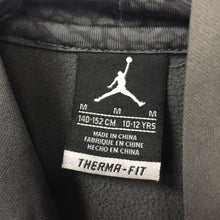 M M M
140-152 CM 10-12 YRS
MADE IN CHINA
FABRIQUÉ EN CHINE
HECHO EN CHINA
THERMA-FIT